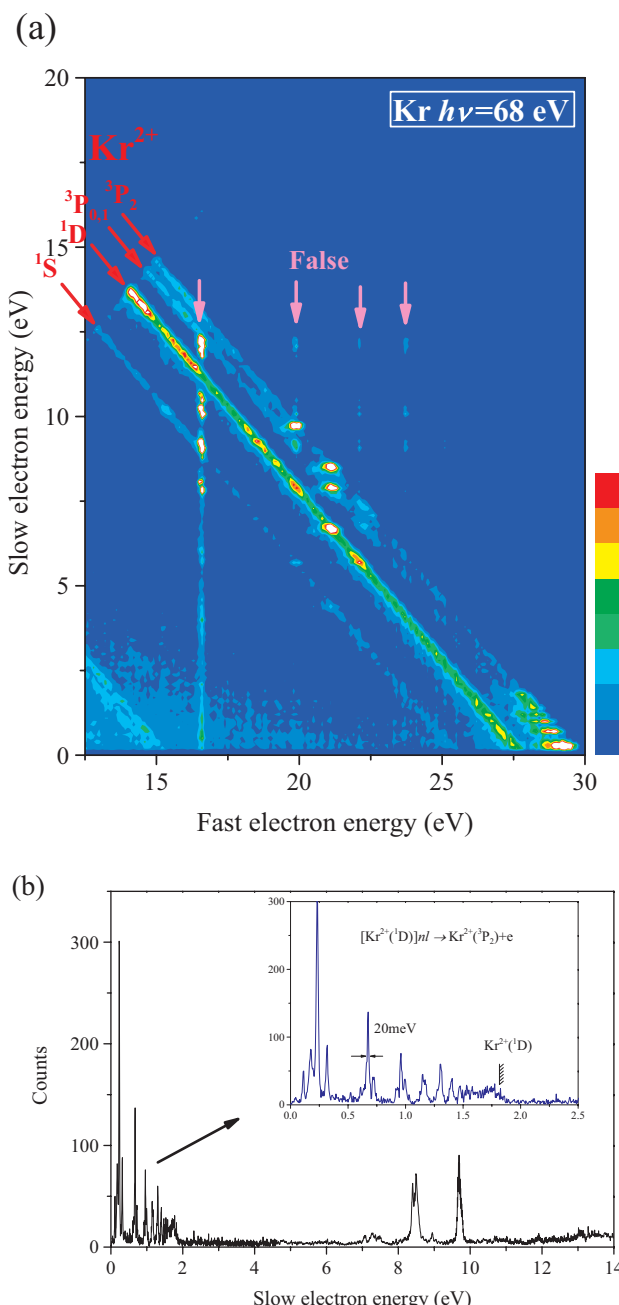 (a)
20
15
10
5
0
Slow electron energy (eV)
Kr hν=68 eV
Kr²⁺
³P₀,₁ ³P₂
¹D
¹S
False
15 20 25 30
Fast electron energy (eV)
(b)
300
200
100
0
Counts
300
200
100
0
[Kr²⁺(¹D)]nl → Kr²⁺(³P₂)+e
20meV
Kr²⁺(¹D)
0.0 0.5 1.0 1.5 2.0 2.5
0 2 4 6 8 10 12 14
Slow electron energy (eV)